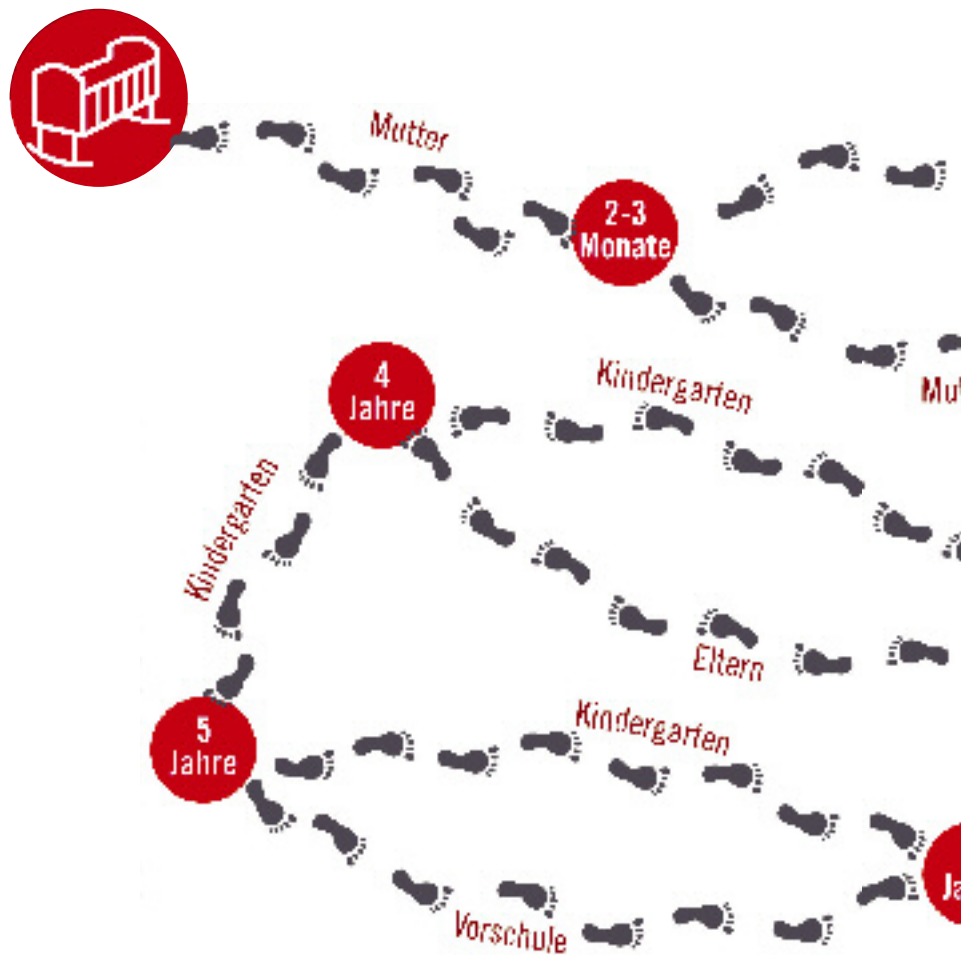 Mutter
2-3
Monate
4
Jahre
Kindergarten
Kindergarten
Eltern
5
Jahre
Kindergarten
Vorschule